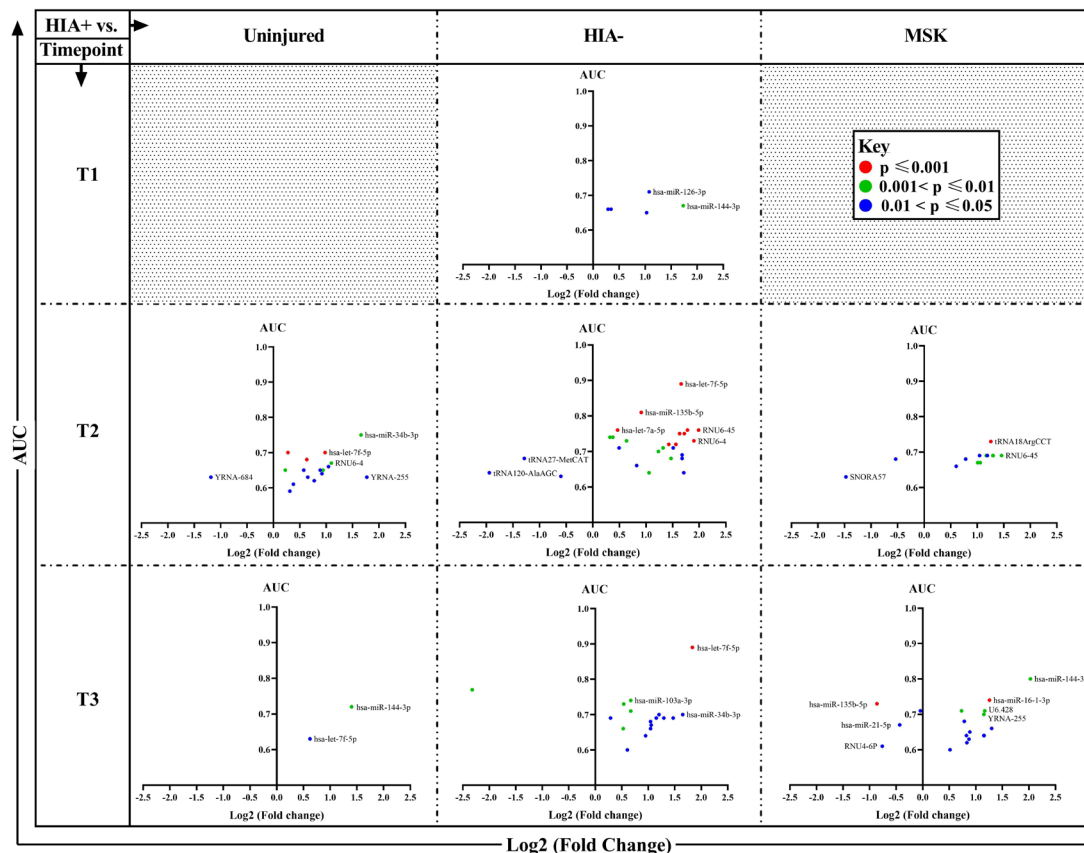 HIA+ vs.
Timepoint
Uninjured
HIA-
MSK
T1
AUC
1.0
0.9
0.8
0.7
0.6
hsa-miR-126-3p
hsa-miR-144-3p
-2.5 -2.0 -1.5 -1.0 -0.5 0.0 0.5 1.0 1.5 2.0 2.5
Log2 (Fold change)
Key
p ≤0.001
0.001< p ≤0.01
0.01 < p ≤0.05
AUC
T2
AUC
1.0
0.9
0.8
0.7
0.6
hsa-miR-34b-3p
hsa-let-7f-5p
RNU6-4
YRNA-684
YRNA-255
-2.5 -2.0 -1.5 -1.0 -0.5 0.0 0.5 1.0 1.5 2.0 2.5
Log2 (Fold change)
AUC
1.0
0.9
0.8
0.7
0.6
hsa-let-7f-5p
hsa-miR-135b-5p
hsa-let-7a-5p
RNU6-45
RNU6-4
tRNA27-MetCAT
tRNA120-AlaAGC
-2.5 -2.0 -1.5 -1.0 -0.5 0.0 0.5 1.0 1.5 2.0 2.5
Log2 (Fold change)
AUC
1.0
0.9
0.8
0.7
0.6
tRNA18ArgCCT
RNU6-45
SNORA57
-2.5 -2.0 -1.5 -1.0 -0.5 0.0 0.5 1.0 1.5 2.0 2.5
Log2 (Fold change)
T3
AUC
1.0
0.9
0.8
0.7
0.6
hsa-miR-144-3p
hsa-let-7f-5p
-2.5 -2.0 -1.5 -1.0 -0.5 0.0 0.5 1.0 1.5 2.0 2.5
Log2 (Fold change)
AUC
1.0
0.9
0.8
0.7
0.6
hsa-let-7f-5p
hsa-miR-103a-3p
hsa-miR-34b-3p
-2.5 -2.0 -1.5 -1.0 -0.5 0.0 0.5 1.0 1.5 2.0 2.5
Log2 (Fold change)
AUC
1.0
0.9
0.8
0.7
0.6
hsa-miR-144-3
hsa-miR-135b-5p
hsa-miR-16-1-3p
U6.428
YRNA-255
hsa-miR-21-5p
RNU4-6P
-2.5 -2.0 -1.5 -1.0 -0.5 0.0 0.5 1.0 1.5 2.0 2.5
Log2 (Fold change)
Log2 (Fold Change)